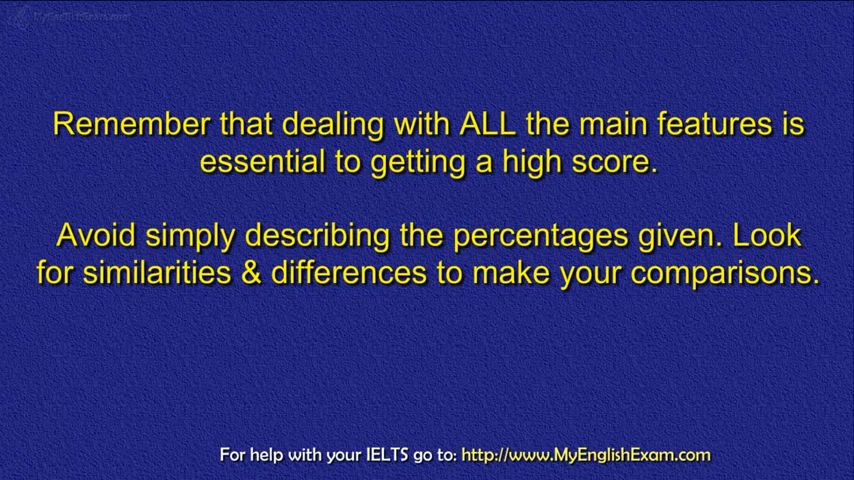 MyEnglishExam.com
Remember that dealing with ALL the main features is
essential to getting a high score.
Avoid simply describing the percentages given. Look
for similarities & differences to make your comparisons.
For help with your IELTS go to: http://www.MyEnglishExam.com